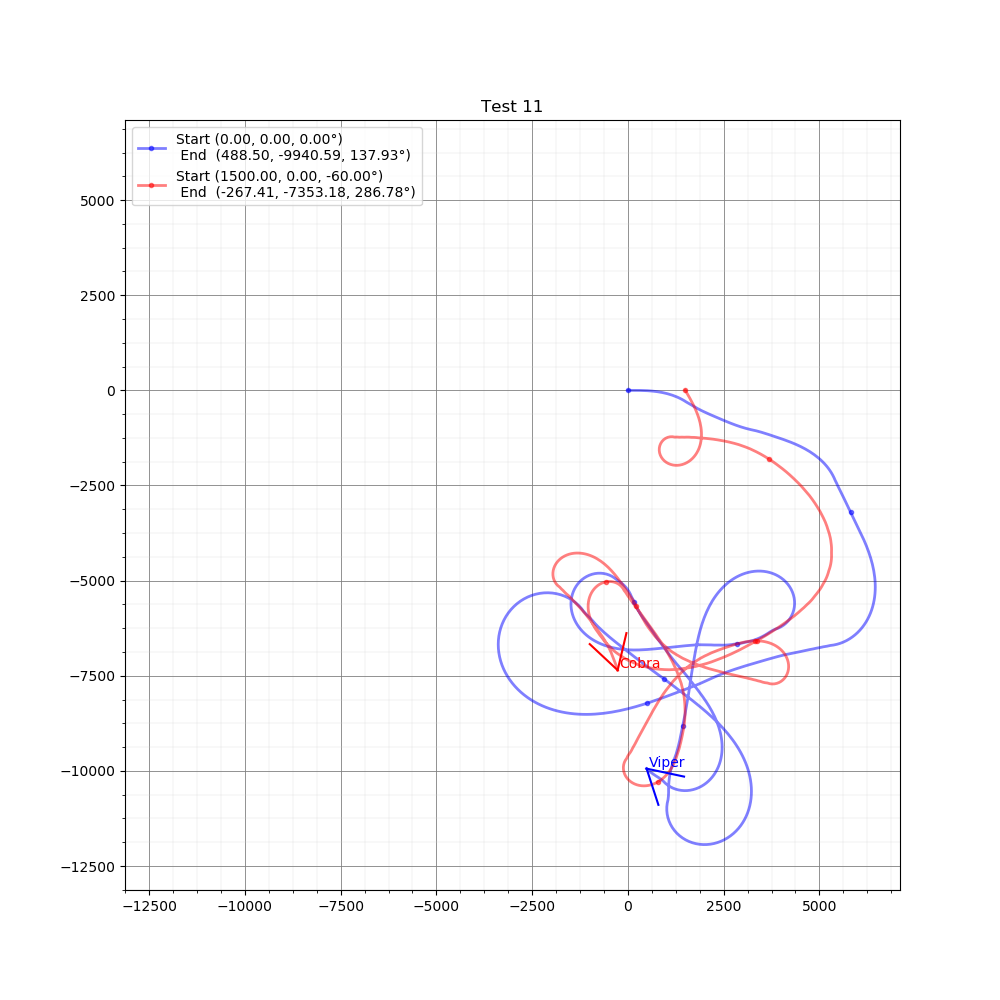 Test 11
Start (0.00, 0.00, 0.00°)
End (488.50, -9940.59, 137.93°)
Start (1500.00, 0.00, -60.00°)
End (-267.41, -7353.18, 286.78°)
5000
2500
0
−2500
−5000
−7500
−10000
−12500
Cobra
Viper
−12500 −10000 −7500 −5000 −2500 0 2500 5000